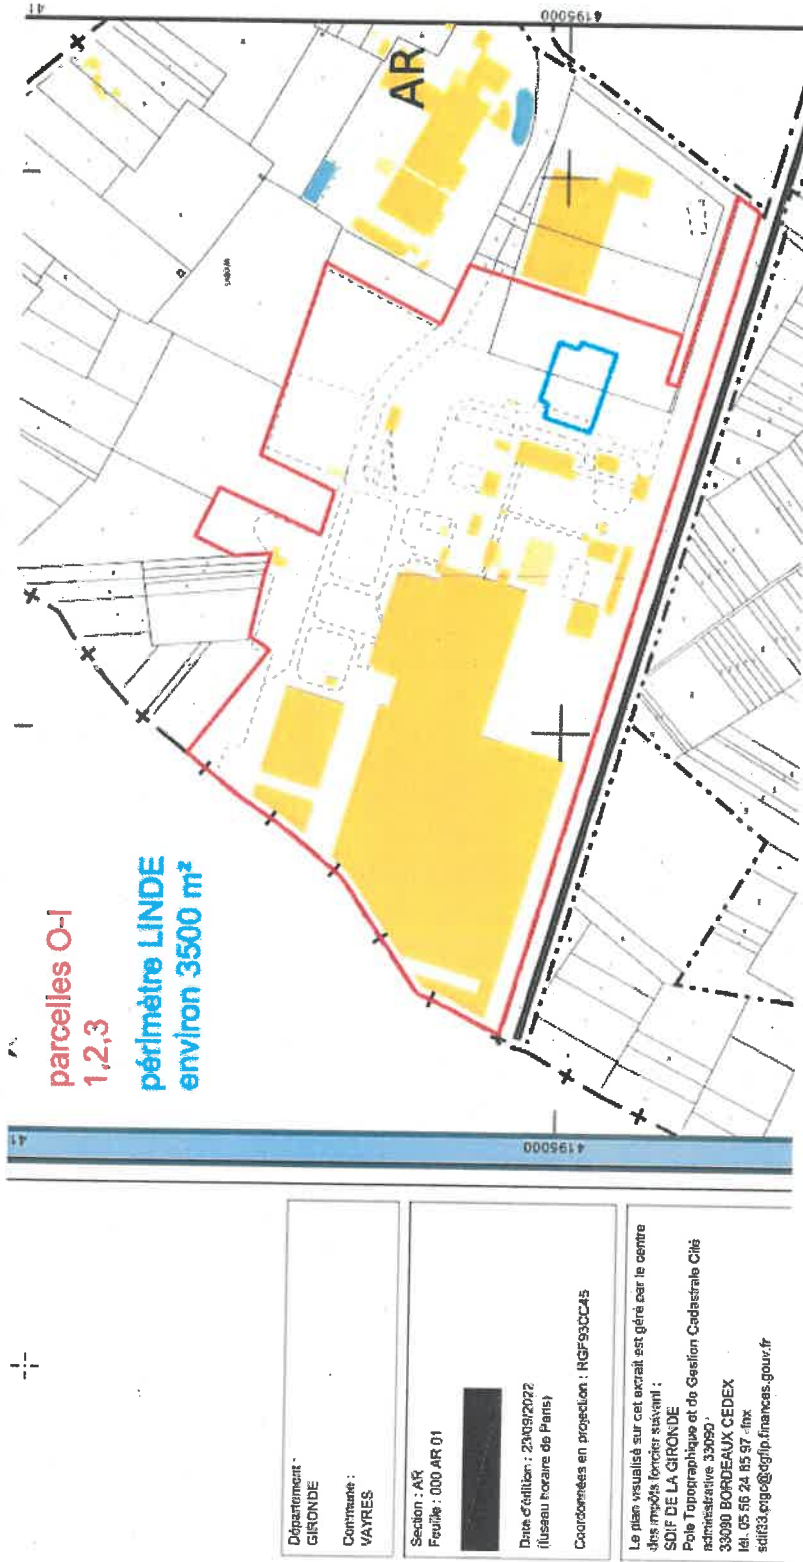 parcelles O-I
1,2,3
périmètre LINDE
environ 3500 m²
AR
41
4195000
41
4195000
Département :
GIRONDE
Commune :
VAYRES
Section : AR
Feuille : 000 AR 01
Date d'édition : 23/09/2022
(fuseau horaire de Paris)
Coordonnées en projection : RGF93CC45
Le plan visualisé sur cet extrait est géré par le centre
des impôts foncier suivant :
SDIF DE LA GIRONDE
Pole Topographique et de Gestion Cadastrale Cité
administrative 33090
33090 BORDEAUX CEDEX
tél. 05 56 24 85 97 -fax
sdif33.ptgc@dgfip.finances.gouv.fr